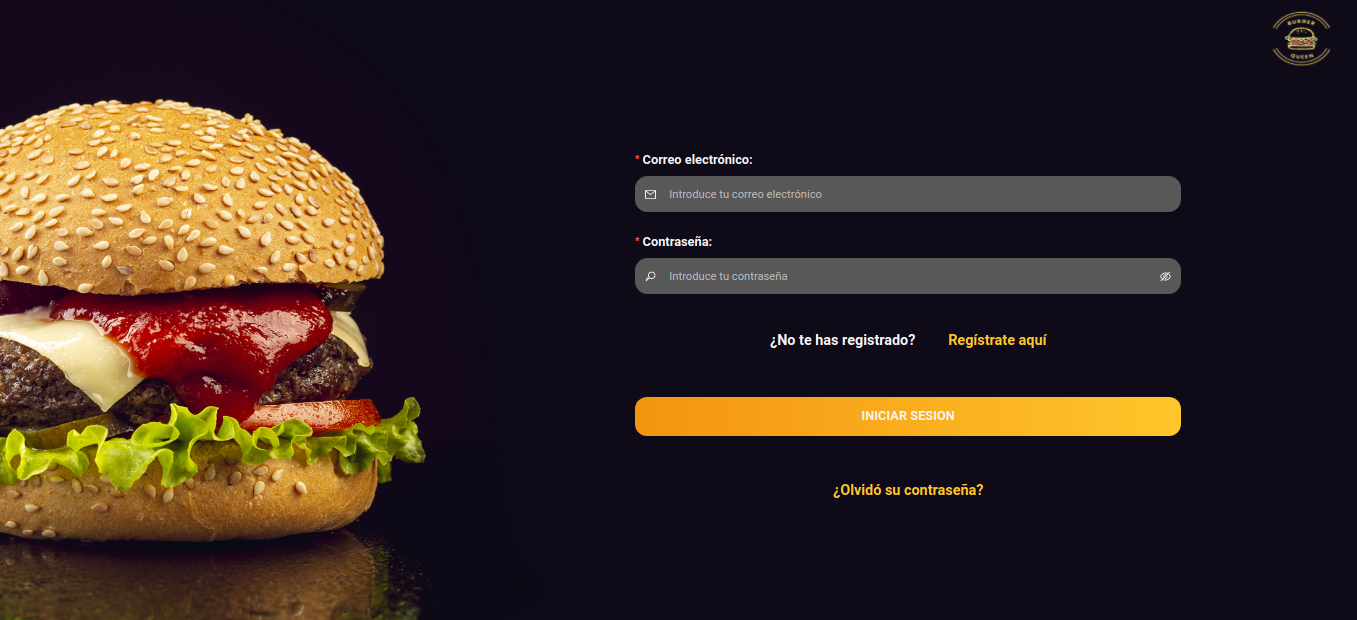 BURGER
QUEEN
* Correo electrónico:
Introduce tu correo electrónico
* Contraseña:
Introduce tu contraseña
¿No te has registrado? Regístrate aquí
INICIAR SESION
¿Olvidó su contraseña?